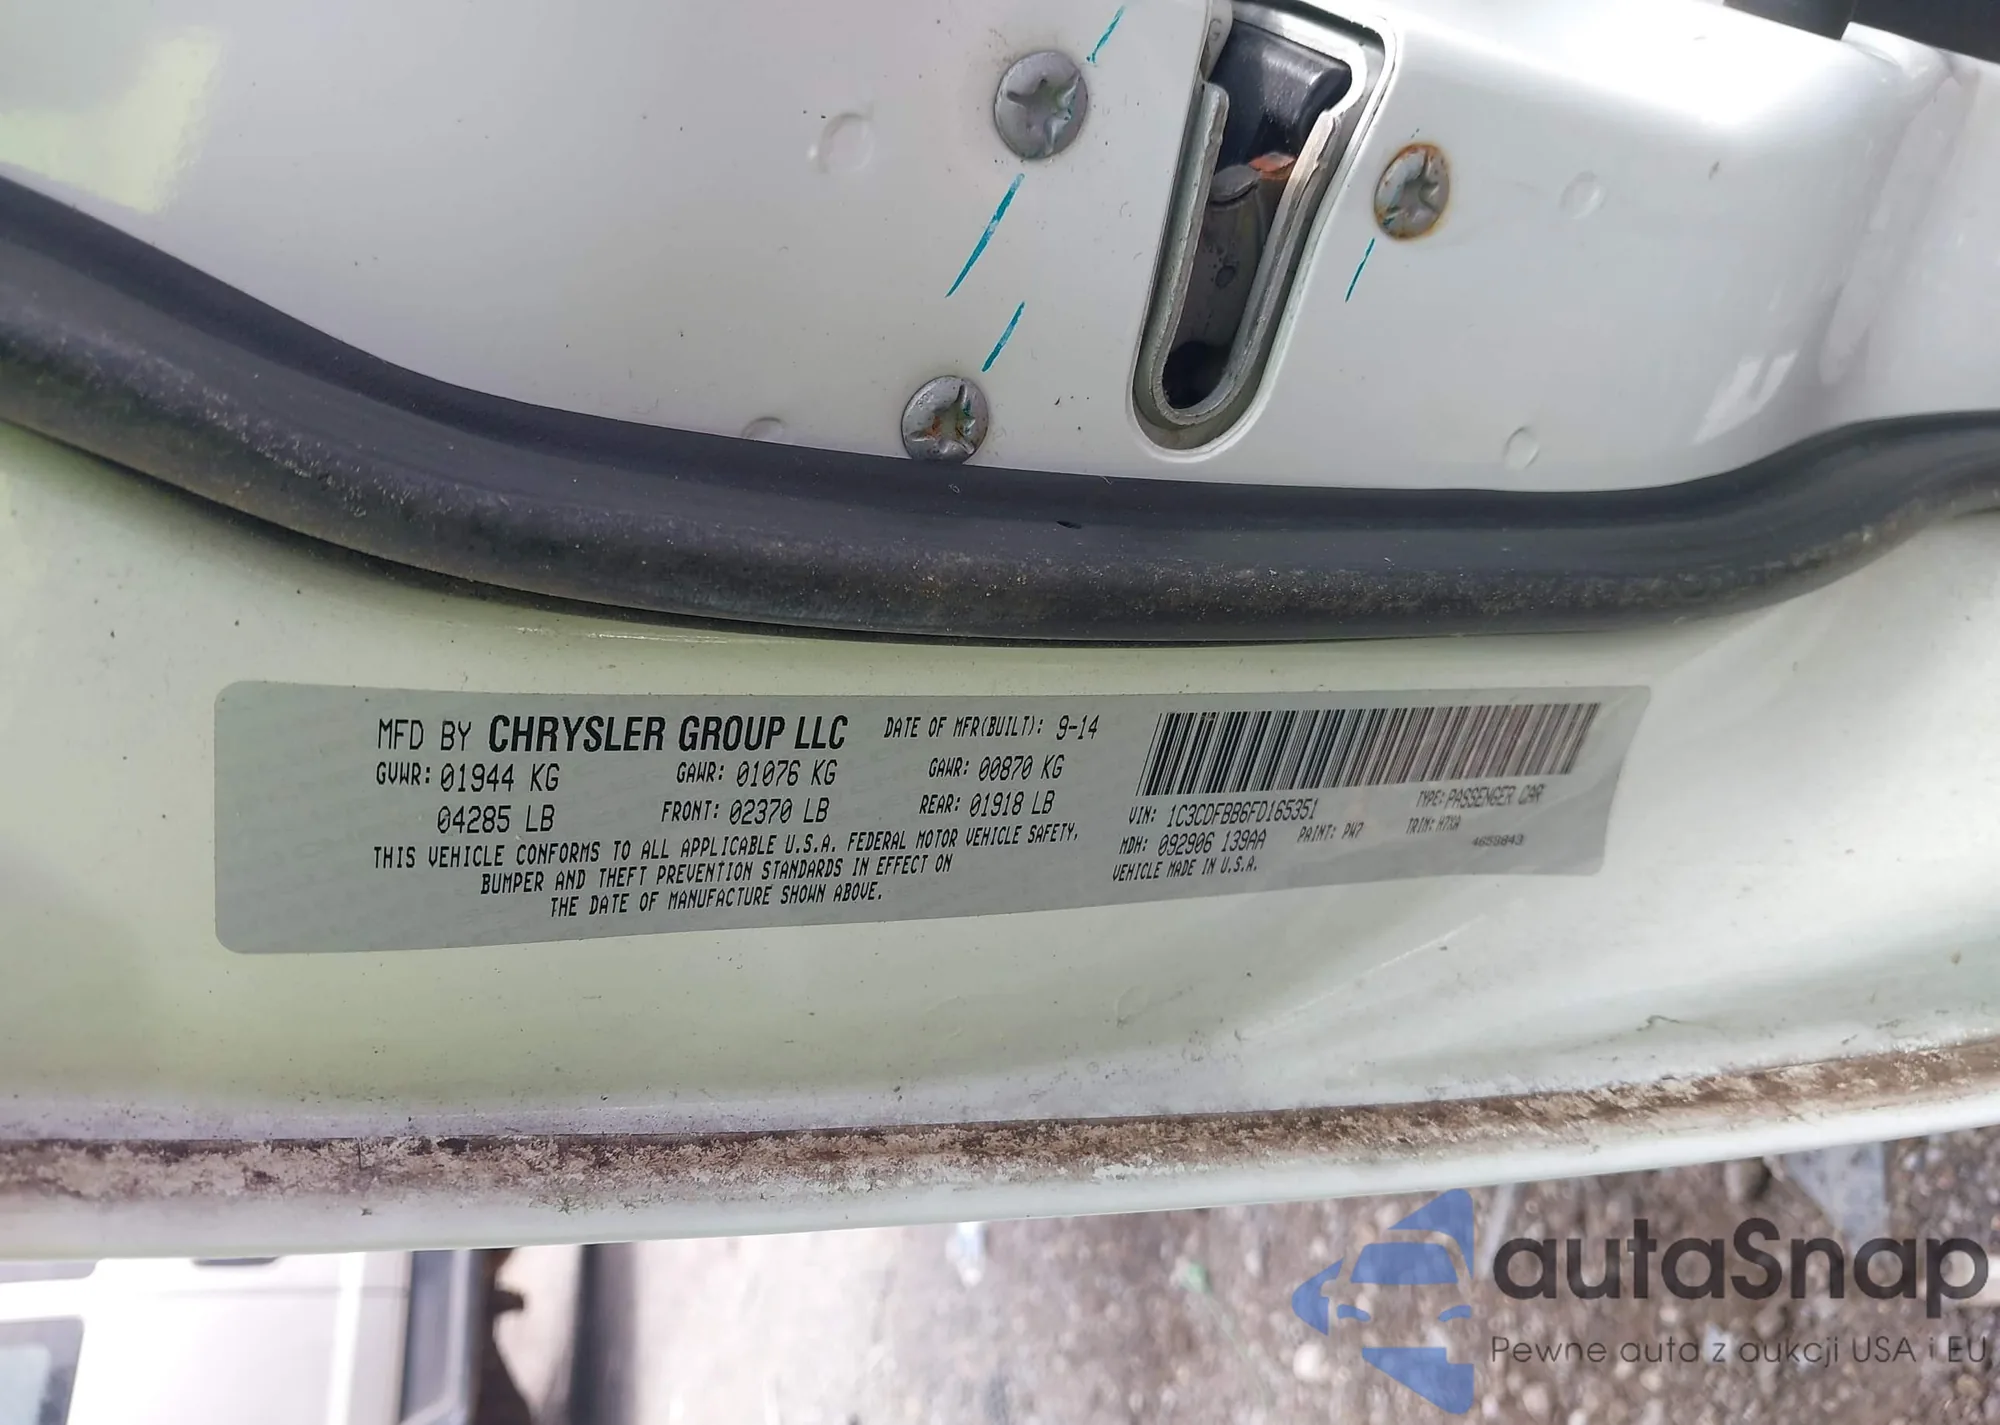 MFD BY CHRYSLER GROUP LLC DATE OF MFR(BUILT): 9-14
GVWR: 01944 KG GAWR: 01076 KG GAWR: 00870 KG
04285 LB FRONT: 02370 LB REAR: 01918 LB
THIS VEHICLE CONFORMS TO ALL APPLICABLE U.S.A. FEDERAL MOTOR VEHICLE SAFETY,
BUMPER AND THEFT PREVENTION STANDARDS IN EFFECT ON
THE DATE OF MANUFACTURE SHOWN ABOVE.
VIN: 1C3CDFBB6FD165351 TYPE: PASSENGER CAR
MDH: 092906 139AA PAINT: PW7 TRIM:
VEHICLE MADE IN U.S.A.
autaSnap
Pewne auta z aukcji USA i EU